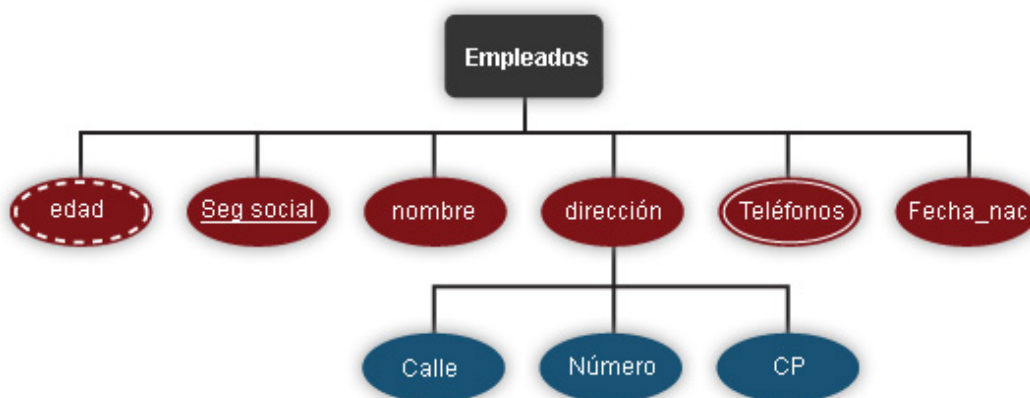 Empleados
edad
Seg social
nombre
dirección
Teléfonos
Fecha_nac
Calle
Número
CP